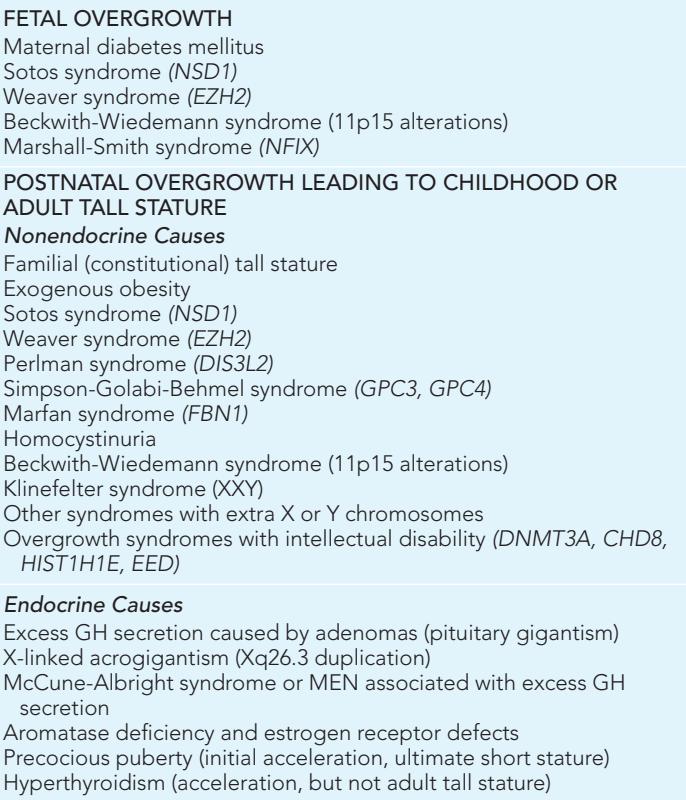 FETAL OVERGROWTH
Maternal diabetes mellitus
Sotos syndrome (NSD1)
Weaver syndrome (EZH2)
Beckwith-Wiedemann syndrome (11p15 alterations)
Marshall-Smith syndrome (NFIX)
POSTNATAL OVERGROWTH LEADING TO CHILDHOOD OR
ADULT TALL STATURE
Nonendocrine Causes
Familial (constitutional) tall stature
Exogenous obesity
Sotos syndrome (NSD1)
Weaver syndrome (EZH2)
Perlman syndrome (DIS3L2)
Simpson-Golabi-Behmel syndrome (GPC3, GPC4)
Marfan syndrome (FBN1)
Homocystinuria
Beckwith-Wiedemann syndrome (11p15 alterations)
Klinefelter syndrome (XXY)
Other syndromes with extra X or Y chromosomes
Overgrowth syndromes with intellectual disability (DNMT3A, CHD8,
HIST1H1E, EED)
Endocrine Causes
Excess GH secretion caused by adenomas (pituitary gigantism)
X-linked acrogigantism (Xq26.3 duplication)
McCune-Albright syndrome or MEN associated with excess GH
secretion
Aromatase deficiency and estrogen receptor defects
Precocious puberty (initial acceleration, ultimate short stature)
Hyperthyroidism (acceleration, but not adult tall stature)